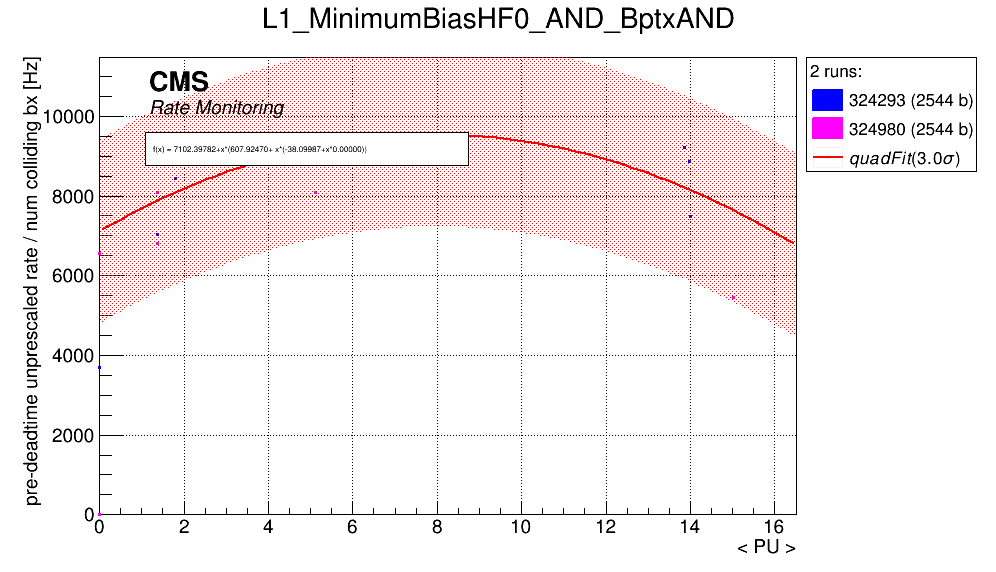 L1_MinimumBiasHF0_AND_BptxAND
pre-deadtime unprescaled rate / num colliding bx [Hz]
CMS
Rate Monitoring
f(x) = 7102.39782+x*(607.92470+ x*(-38.09987+x*0.00000))
10000
8000
6000
4000
2000
0
0 2 4 6 8 10 12 14 16
< PU >
2 runs:
324293 (2544 b)
324980 (2544 b)
quadFit(3.0σ)